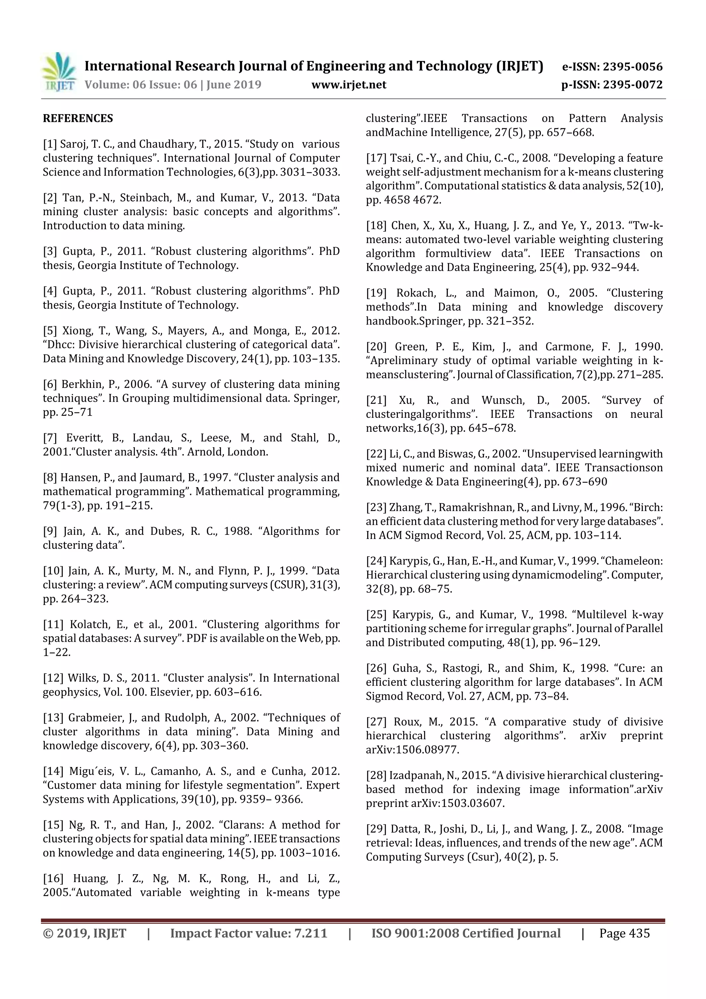 IRJET
International Research Journal of Engineering and Technology (IRJET) e-ISSN: 2395-0056
Volume: 06 Issue: 06 | June 2019 www.irjet.net p-ISSN: 2395-0072
REFERENCES
[1] Saroj, T. C., and Chaudhary, T., 2015. “Study on various
clustering techniques”. International Journal of Computer
Science and Information Technologies, 6(3),pp. 3031–3033.
[2] Tan, P.-N., Steinbach, M., and Kumar, V., 2013. “Data
mining cluster analysis: basic concepts and algorithms”.
Introduction to data mining.
[3] Gupta, P., 2011. “Robust clustering algorithms”. PhD
thesis, Georgia Institute of Technology.
[4] Gupta, P., 2011. “Robust clustering algorithms”. PhD
thesis, Georgia Institute of Technology.
[5] Xiong, T., Wang, S., Mayers, A., and Monga, E., 2012.
“Dhcc: Divisive hierarchical clustering of categorical data”.
Data Mining and Knowledge Discovery, 24(1), pp. 103–135.
[6] Berkhin, P., 2006. “A survey of clustering data mining
techniques”. In Grouping multidimensional data. Springer,
pp. 25–71
[7] Everitt, B., Landau, S., Leese, M., and Stahl, D.,
2001.“Cluster analysis. 4th”. Arnold, London.
[8] Hansen, P., and Jaumard, B., 1997. “Cluster analysis and
mathematical programming”. Mathematical programming,
79(1-3), pp. 191–215.
[9] Jain, A. K., and Dubes, R. C., 1988. “Algorithms for
clustering data”.
[10] Jain, A. K., Murty, M. N., and Flynn, P. J., 1999. “Data
clustering: a review”. ACM computing surveys (CSUR), 31(3),
pp. 264–323.
[11] Kolatch, E., et al., 2001. “Clustering algorithms for
spatial databases: A survey”. PDF is available on the Web, pp.
1–22.
[12] Wilks, D. S., 2011. “Cluster analysis”. In International
geophysics, Vol. 100. Elsevier, pp. 603–616.
[13] Grabmeier, J., and Rudolph, A., 2002. “Techniques of
cluster algorithms in data mining”. Data Mining and
knowledge discovery, 6(4), pp. 303–360.
[14] Migu´eis, V. L., Camanho, A. S., and e Cunha, 2012.
“Customer data mining for lifestyle segmentation”. Expert
Systems with Applications, 39(10), pp. 9359– 9366.
[15] Ng, R. T., and Han, J., 2002. “Clarans: A method for
clustering objects for spatial data mining”. IEEE transactions
on knowledge and data engineering, 14(5), pp. 1003–1016.
[16] Huang, J. Z., Ng, M. K., Rong, H., and Li, Z.,
2005.“Automated variable weighting in k-means type
clustering”.IEEE Transactions on Pattern Analysis
andMachine Intelligence, 27(5), pp. 657–668.
[17] Tsai, C.-Y., and Chiu, C.-C., 2008. “Developing a feature
weight self-adjustment mechanism for a k-means clustering
algorithm”. Computational statistics & data analysis, 52(10),
pp. 4658 4672.
[18] Chen, X., Xu, X., Huang, J. Z., and Ye, Y., 2013. “Tw-k-
means: automated two-level variable weighting clustering
algorithm formultiview data”. IEEE Transactions on
Knowledge and Data Engineering, 25(4), pp. 932–944.
[19] Rokach, L., and Maimon, O., 2005. “Clustering
methods”.In Data mining and knowledge discovery
handbook.Springer, pp. 321–352.
[20] Green, P. E., Kim, J., and Carmone, F. J., 1990.
“Apreliminary study of optimal variable weighting in k-
meansclustering”. Journal of Classification, 7(2),pp. 271–285.
[21] Xu, R., and Wunsch, D., 2005. “Survey of
clusteringalgorithms”. IEEE Transactions on neural
networks,16(3), pp. 645–678.
[22] Li, C., and Biswas, G., 2002. “Unsupervised learningwith
mixed numeric and nominal data”. IEEE Transactionson
Knowledge & Data Engineering(4), pp. 673–690
[23] Zhang, T., Ramakrishnan, R., and Livny, M., 1996. “Birch:
an efficient data clustering method for very large databases”.
In ACM Sigmod Record, Vol. 25, ACM, pp. 103–114.
[24] Karypis, G., Han, E.-H., and Kumar, V., 1999. “Chameleon:
Hierarchical clustering using dynamicmodeling”. Computer,
32(8), pp. 68–75.
[25] Karypis, G., and Kumar, V., 1998. “Multilevel k-way
partitioning scheme for irregular graphs”. Journal of Parallel
and Distributed computing, 48(1), pp. 96–129.
[26] Guha, S., Rastogi, R., and Shim, K., 1998. “Cure: an
efficient clustering algorithm for large databases”. In ACM
Sigmod Record, Vol. 27, ACM, pp. 73–84.
[27] Roux, M., 2015. “A comparative study of divisive
hierarchical clustering algorithms”. arXiv preprint
arXiv:1506.08977.
[28] Izadpanah, N., 2015. “A divisive hierarchical clustering-
based method for indexing image information”.arXiv
preprint arXiv:1503.03607.
[29] Datta, R., Joshi, D., Li, J., and Wang, J. Z., 2008. “Image
retrieval: Ideas, influences, and trends of the new age”. ACM
Computing Surveys (Csur), 40(2), p. 5.
© 2019, IRJET | Impact Factor value: 7.211 | ISO 9001:2008 Certified Journal | Page 435